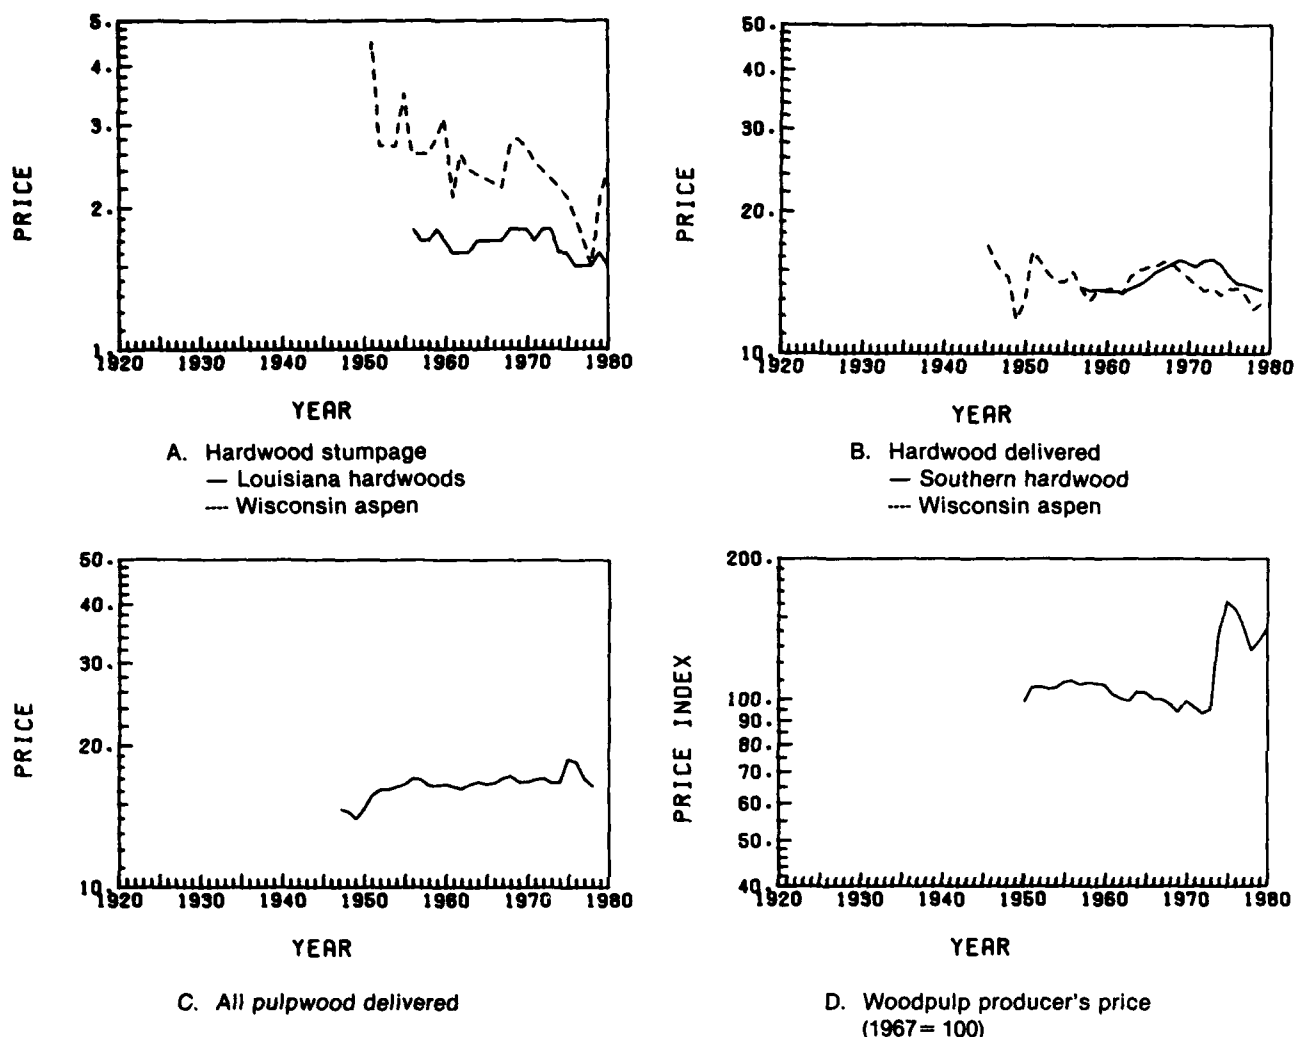 5.
4.
3.
2.
1.
PRICE
1920 1930 1940 1950 1960 1970 1980
YEAR
A. Hardwood stumpage
— Louisiana hardwoods
---- Wisconsin aspen
50.
40.
30.
20.
10.
PRICE
1920 1930 1940 1950 1960 1970 1980
YEAR
B. Hardwood delivered
— Southern hardwood
---- Wisconsin aspen
50.
40.
30.
20.
10.
PRICE
1920 1930 1940 1950 1960 1970 1980
YEAR
C. All pulpwood delivered
200.
100.
90.
80.
70.
60.
50.
40.
PRICE INDEX
1920 1930 1940 1950 1960 1970 1980
YEAR
D. Woodpulp producer's price
(1967 = 100)